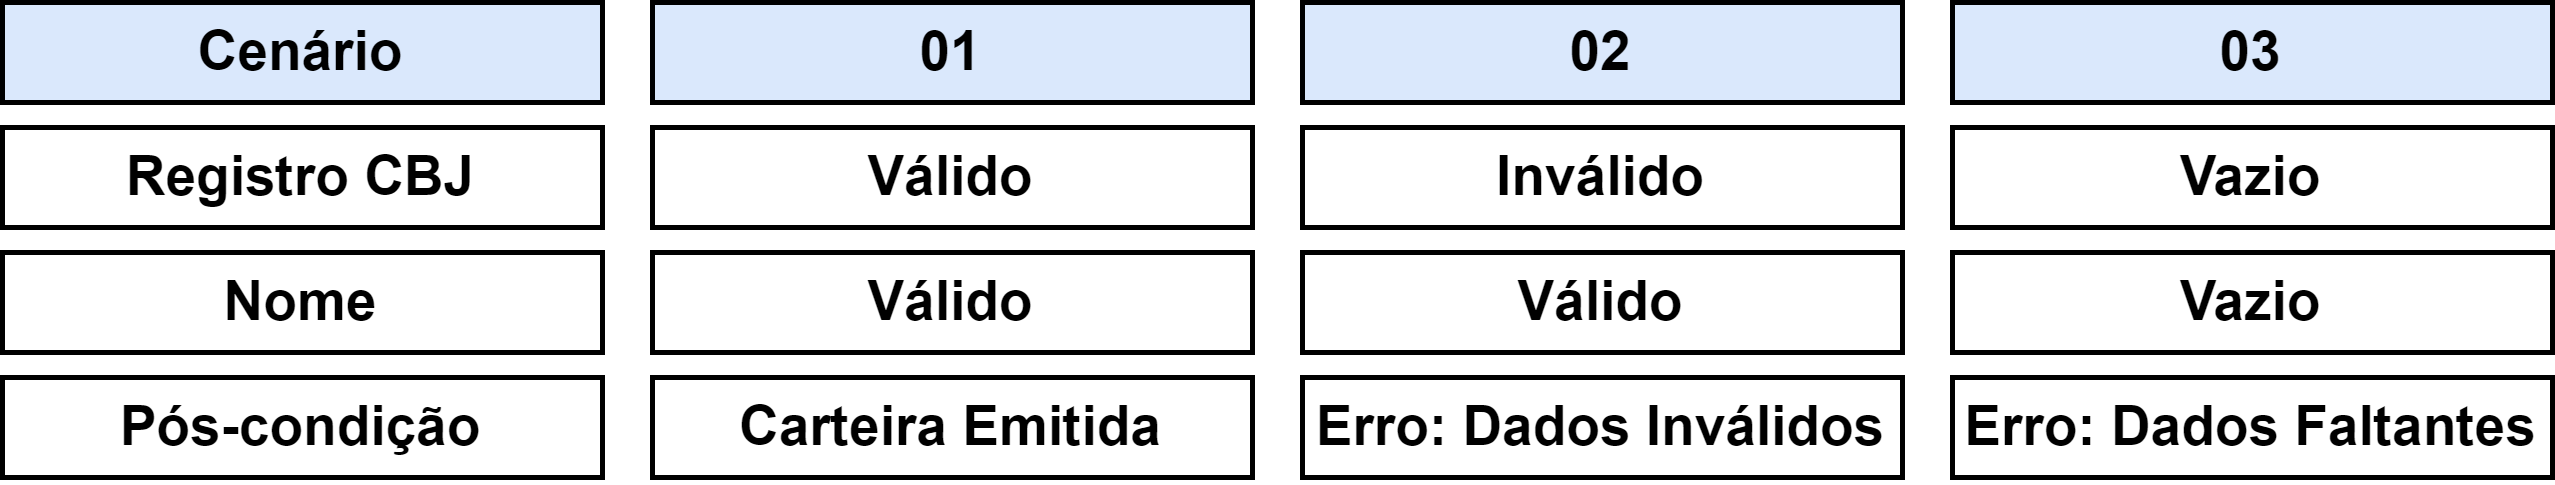 Cenário 01 02 03
Registro CBJ Válido Inválido Vazio
Nome Válido Válido Vazio
Pós-condição Carteira Emitida Erro: Dados Inválidos Erro: Dados Faltantes